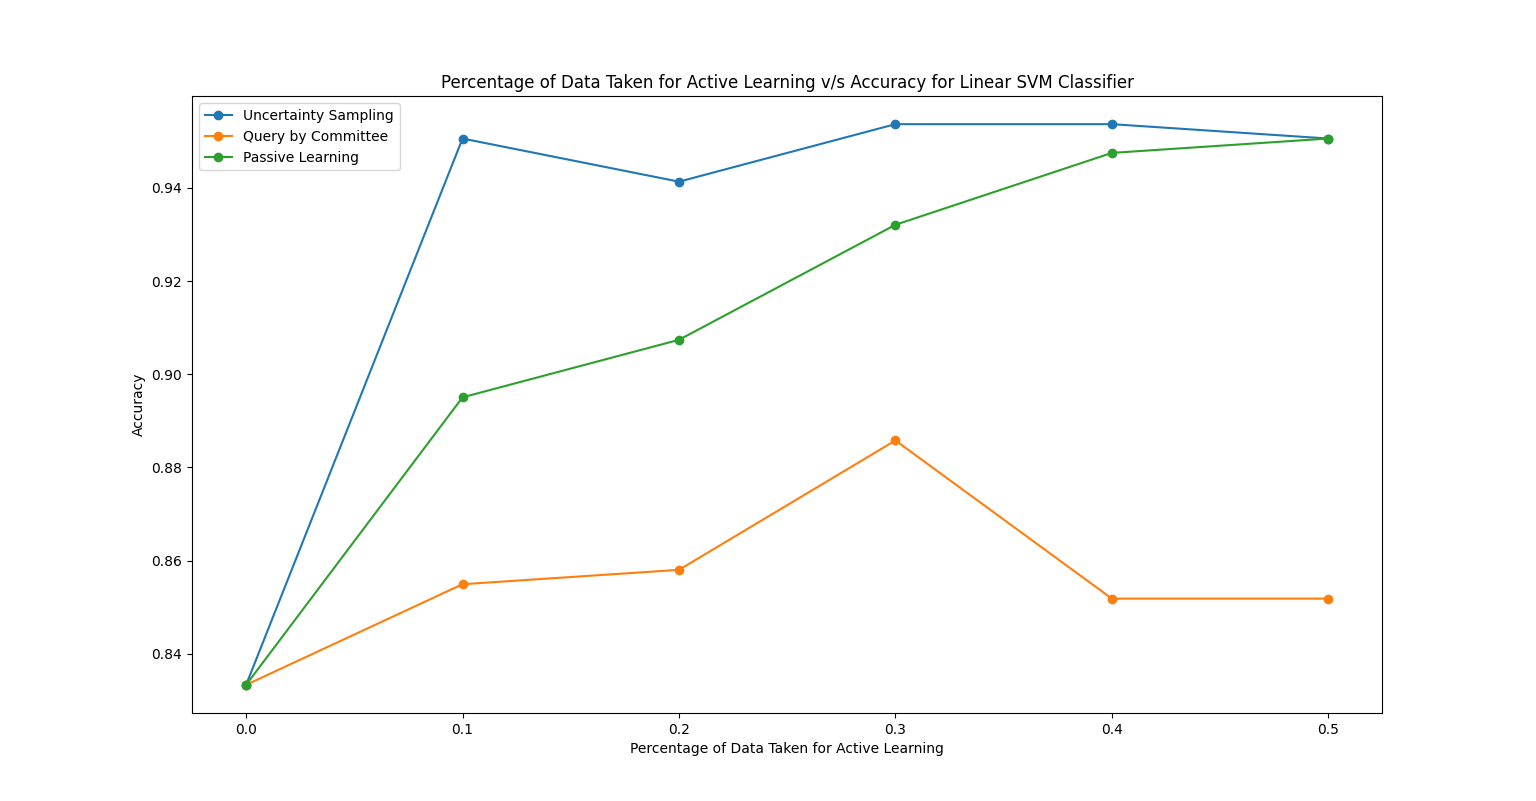 Percentage of Data Taken for Active Learning v/s Accuracy for Linear SVM Classifier
Uncertainty Sampling
Query by Committee
Passive Learning
0.94
0.92
0.90
0.88
0.86
0.84
Accuracy
0.0 0.1 0.2 0.3 0.4 0.5
Percentage of Data Taken for Active Learning